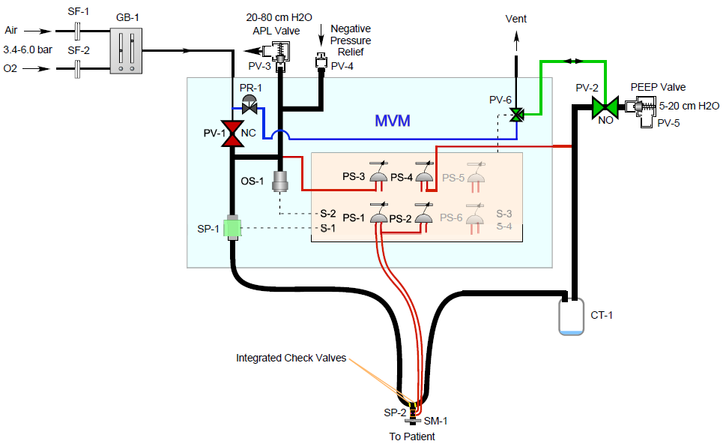 SF-1
GB-1
Air
3.4-6.0 bar
SF-2
O2
20-80 cm H2O
APL Valve
PV-3
Negative
Pressure
Relief
PV-4
Vent
PV-2
PEEP Valve
5-20 cm H2O
PV-5
NO
PR-1
PV-6
MVM
PV-1
NC
OS-1
PS-3
PS-4
PS-5
PS-1
PS-2
PS-6
S-2
S-1
S-3
S-4
SP-1
CT-1
Integrated Check Valves
SP-2
SM-1
To Patient